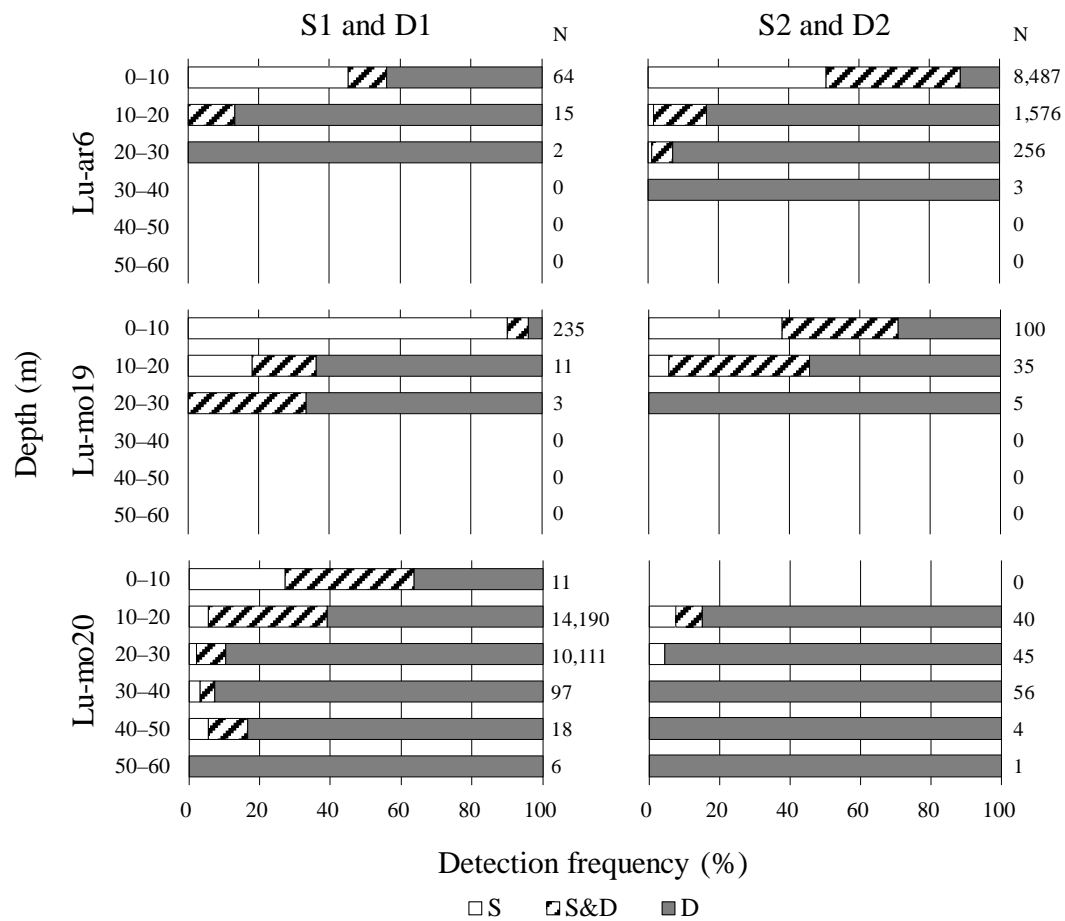 S1 and D1 N S2 and D2 N
Lu-ar6
0–10 64 8,487
10–20 15 1,576
20–30 2 256
30–40 0 3
40–50 0 0
50–60 0 0
Depth (m)
Lu-mo19
0–10 235 100
10–20 11 35
20–30 3 5
30–40 0 0
40–50 0 0
50–60 0 0
Lu-mo20
0–10 11 0
10–20 14,190 40
20–30 10,111 45
30–40 97 56
40–50 18 4
50–60 6 1
0 20 40 60 80 100 0 20 40 60 80 100
Detection frequency (%)
S S&D D